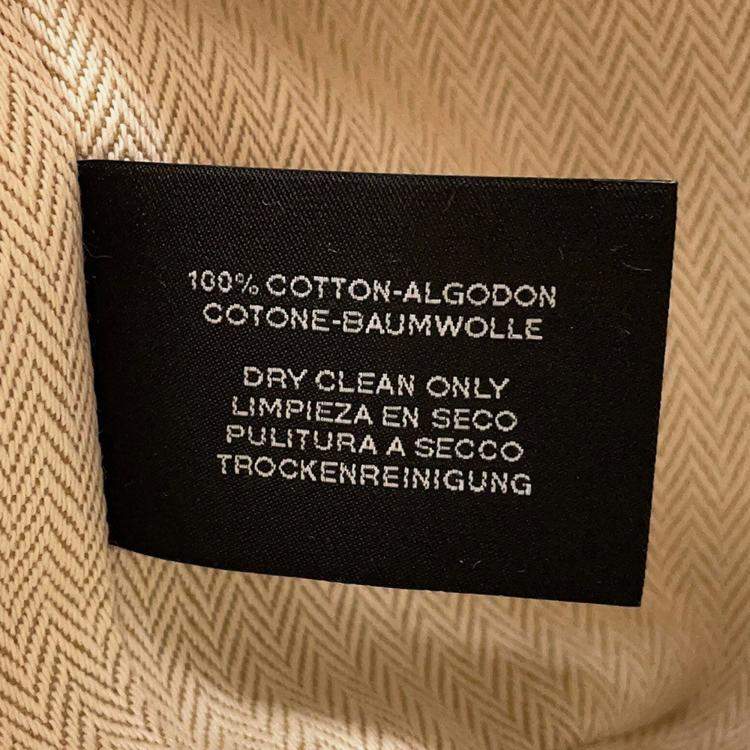 100% COTTON-ALGODON
COTONE-BAUMWOLLE
DRY CLEAN ONLY
LIMPIEZA EN SECO
PULITURA A SECCO
TROCKENREINIGUNG